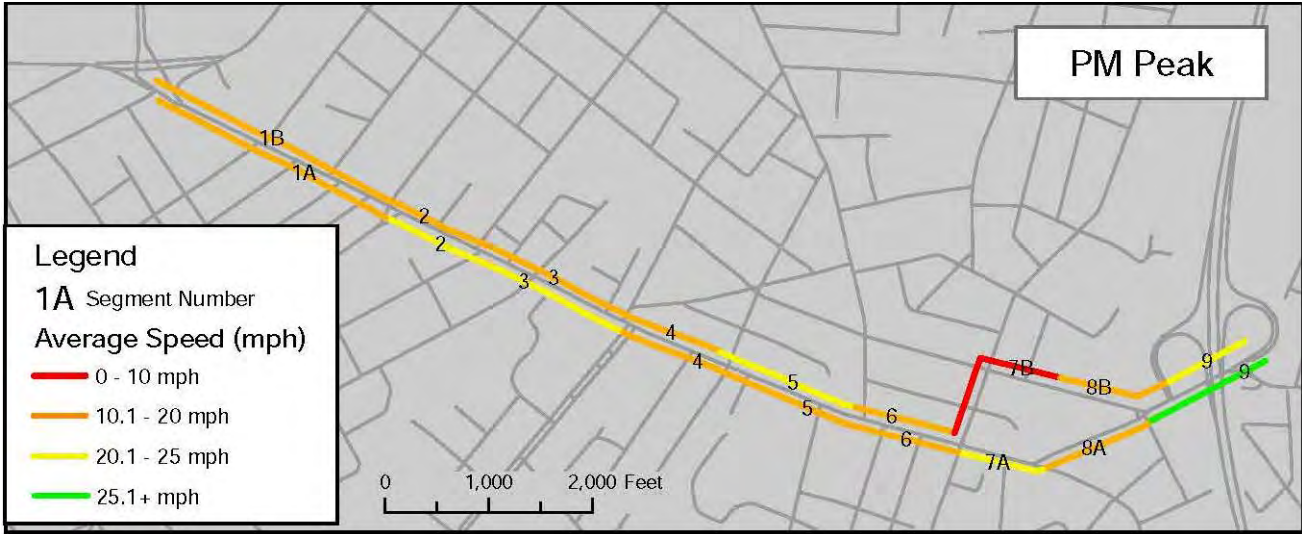 PM Peak
1B
1A
2
2
3
3
4
4
5
5
6
6
7B
7A
8B
8A
9
9
Legend
1A Segment Number
Average Speed (mph)
0 - 10 mph
10.1 - 20 mph
20.1 - 25 mph
25.1+ mph
0 1,000 2,000 Feet